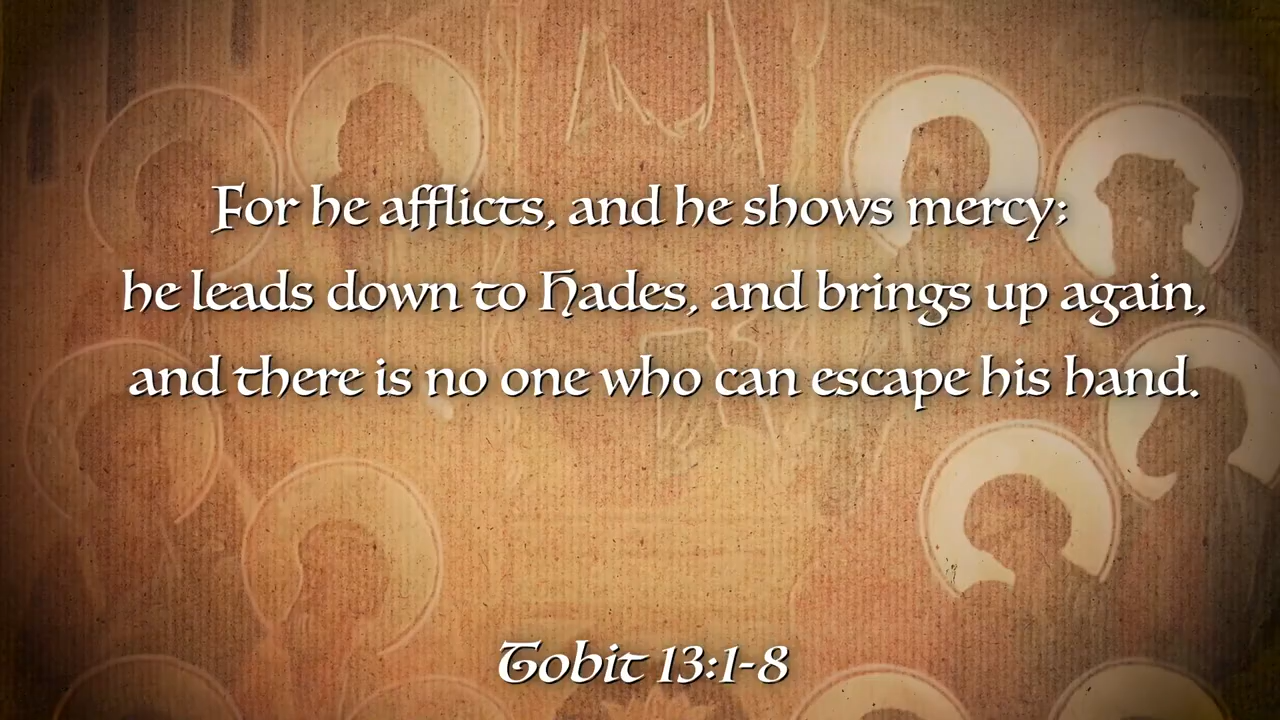 For he afflicts, and he shows mercy;
he leads down to Hades, and brings up again,
and there is no one who can escape his hand.
Tobit 13:1-8